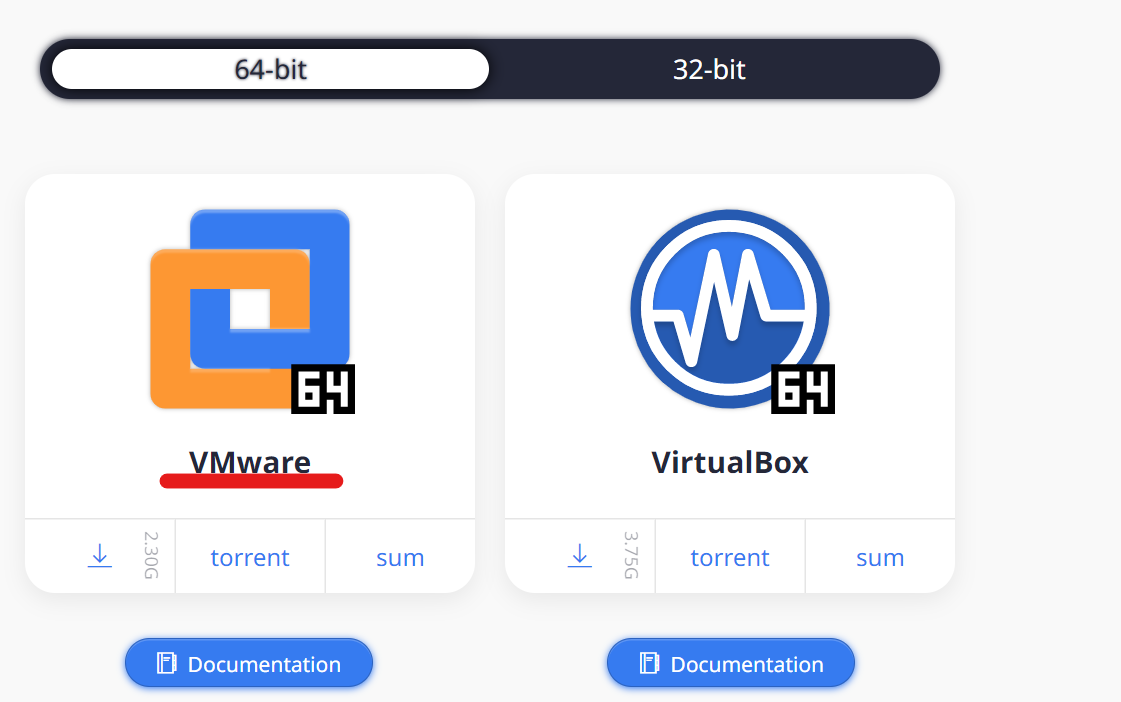 64-bit
32-bit
64
VMware
2.30G
torrent
sum
Documentation
64
VirtualBox
3.75G
torrent
sum
Documentation